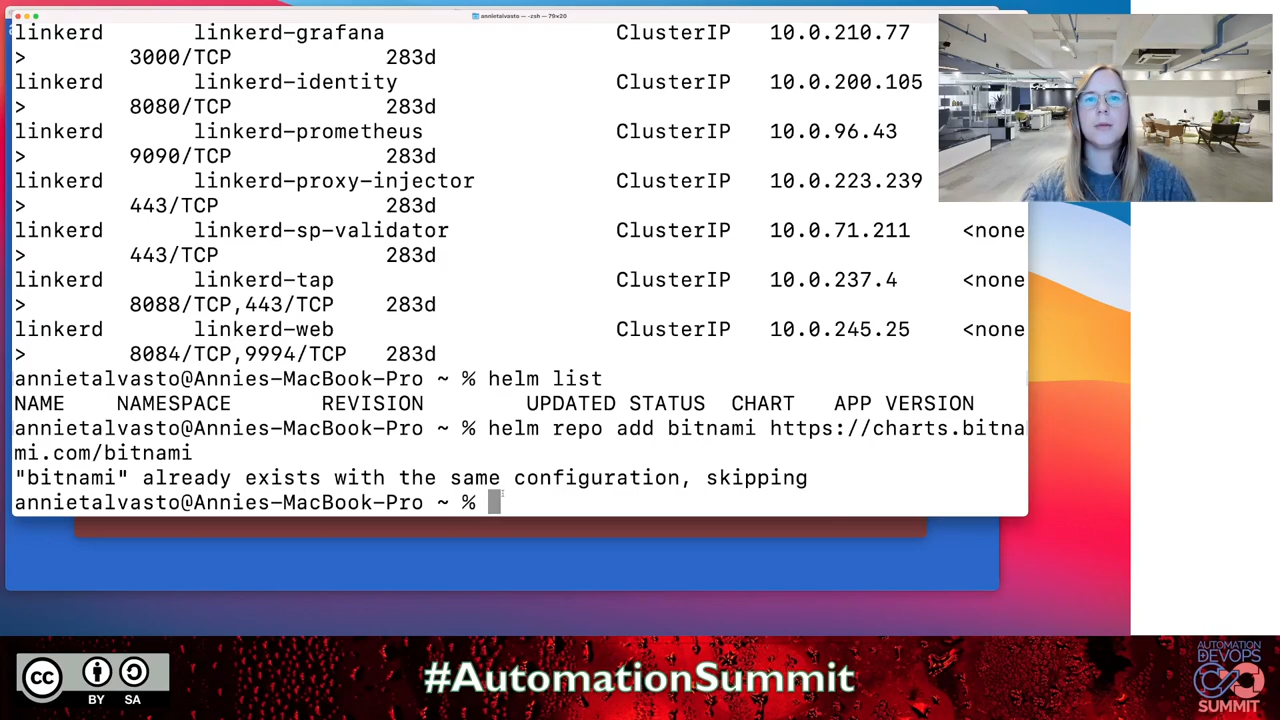 annietalvasto — -zsh — 79×20
linkerd linkerd-grafana ClusterIP 10.0.210.77
> 3000/TCP 283d
linkerd linkerd-identity ClusterIP 10.0.200.105
> 8080/TCP 283d
linkerd linkerd-prometheus ClusterIP 10.0.96.43
> 9090/TCP 283d
linkerd linkerd-proxy-injector ClusterIP 10.0.223.239
> 443/TCP 283d
linkerd linkerd-sp-validator ClusterIP 10.0.71.211 <none
> 443/TCP 283d
linkerd linkerd-tap ClusterIP 10.0.237.4 <none
> 8088/TCP,443/TCP 283d
linkerd linkerd-web ClusterIP 10.0.245.25 <none
> 8084/TCP,9994/TCP 283d
annietalvasto@Annies-MacBook-Pro ~ % helm list
NAME NAMESPACE REVISION UPDATED STATUS CHART APP VERSION
annietalvasto@Annies-MacBook-Pro ~ % helm repo add bitnami https://charts.bitna
mi.com/bitnami
"bitnami" already exists with the same configuration, skipping
annietalvasto@Annies-MacBook-Pro ~ %
cc
BY SA
#AutomationSummit
AUTOMATION
DEVOPS
SUMMIT